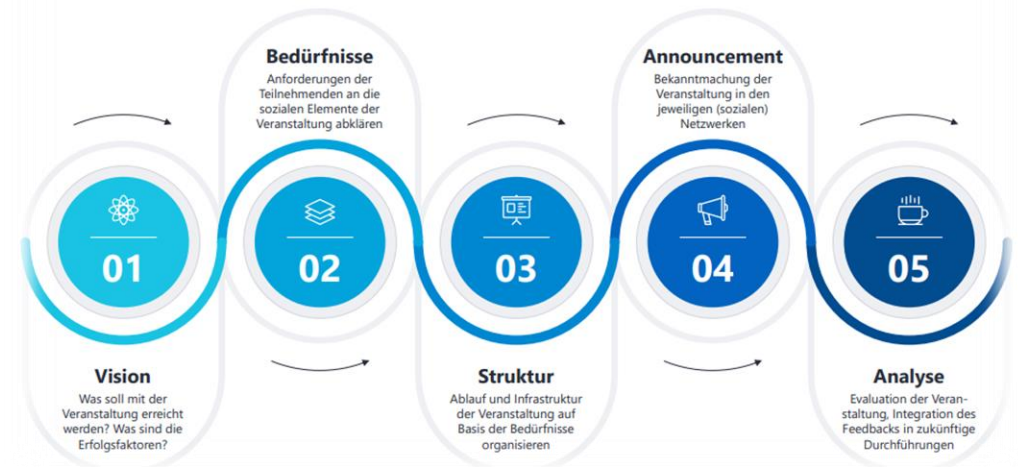 Bedürfnisse
Anforderungen der
Teilnehmenden an die
sozialen Elemente der
Veranstaltung abklären
Announcement
Bekanntmachung der
Veranstaltung in den
jeweiligen (sozialen)
Netzwerken
01
02
03
04
05
Vision
Was soll mit der
Veranstaltung erreicht
werden? Was sind die
Erfolgsfaktoren?
Struktur
Ablauf und Infrastruktur
der Veranstaltung auf
Basis der Bedürfnisse
organisieren
Analyse
Evaluation der Veran-
staltung, Integration des
Feedbacks in zukünftige
Durchführungen